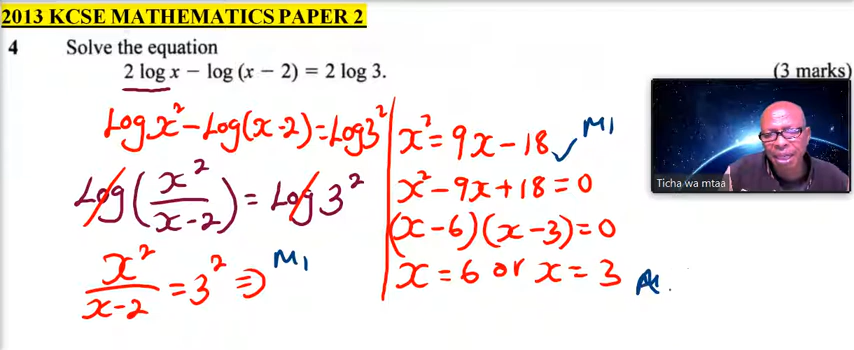 2013 KCSE MATHEMATICS PAPER 2
4 Solve the equation
2 log x – log (x – 2) = 2 log 3.
(3 marks)
Log x² - Log(x-2) = Log 3²
Log(x²/(x-2)) = Log 3²
x²/(x-2) = 3² ⇒ M1
x² = 9x - 18 ✓ M1
x² - 9x + 18 = 0
(x - 6)(x - 3) = 0
x = 6 or x = 3 A1.
Ticha wa mtaa